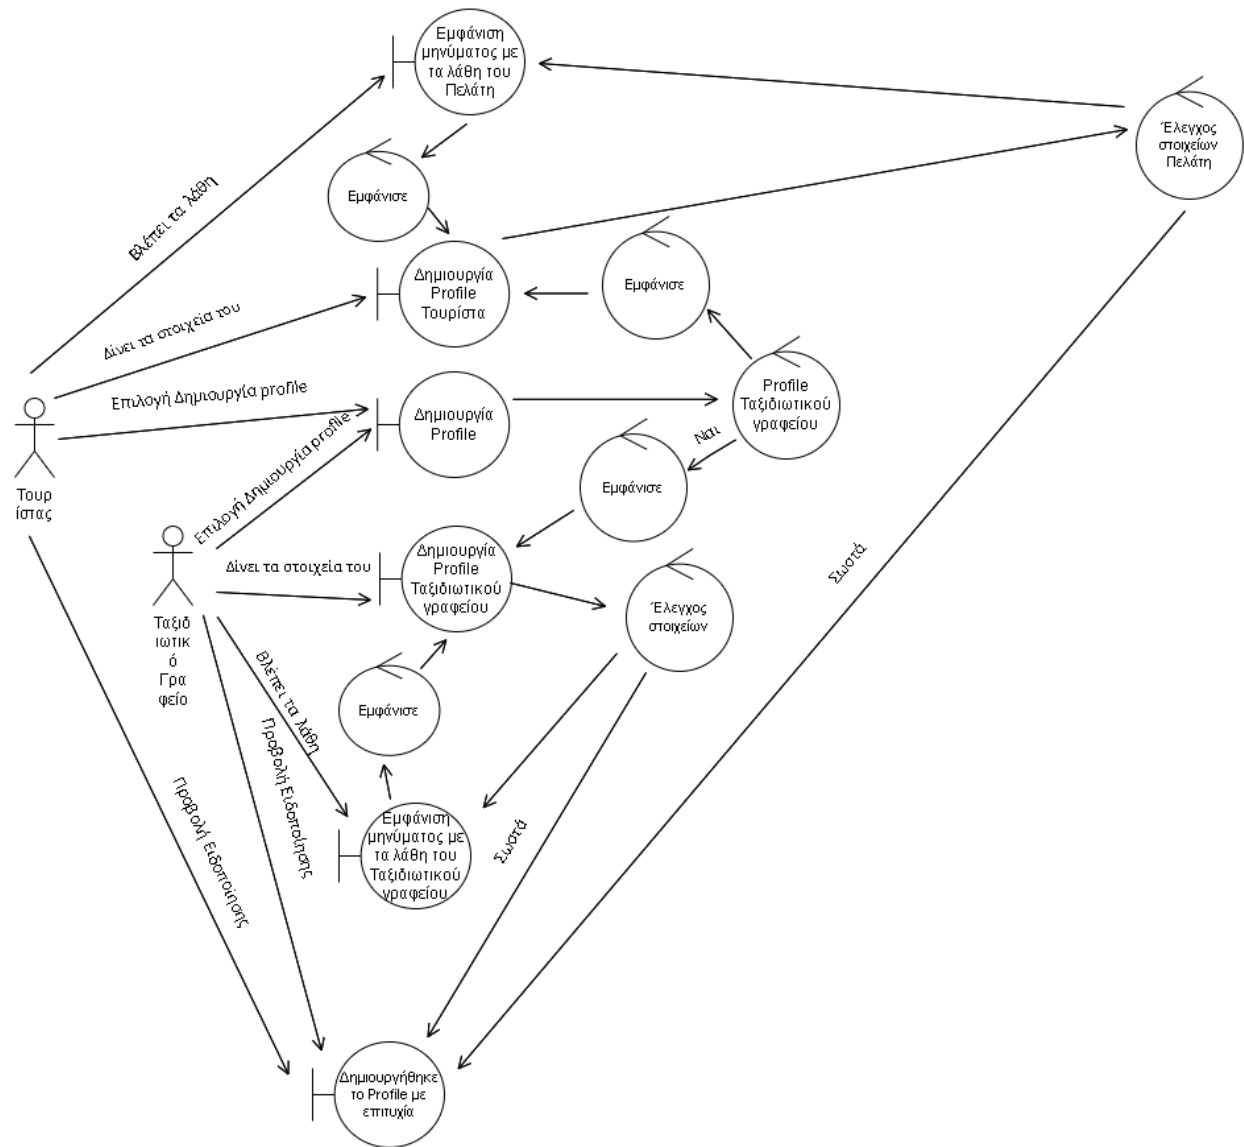 Εμφάνιση
μηνύματος με
τα λάθη του
Πελάτη
Έλεγχος
στοιχείων
Πελάτη
Εμφάνισε
Βλέπει τα λάθη
Δημιουργία
Profile
Τουρίστα
Εμφάνισε
Δίνει τα στοιχεία του
Profile
Ταξιδιωτικού
γραφείου
Επιλογή Δημιουργία profile
Δημιουργία
Profile
Ναι
Επιλογή Δημιουργία profile
Εμφάνισε
Τουρ
ίστας
Δημιουργία
Profile
Ταξιδιωτικού
γραφείου
Δίνει τα στοιχεία του
Σωστά
Έλεγχος
στοιχείων
Ταξιδ
ιωτικ
ό
Γρα
φείο
Βλέπει τα λάθη
Εμφάνισε
Προβολή Ειδοποίησης
Προβολή Ειδοποίησης
Εμφάνιση
μηνύματος με
τα λάθη του
Ταξιδιωτικού
γραφείου
Σωστά
Δημιουργήθηκε
το Profile με
επιτυχία